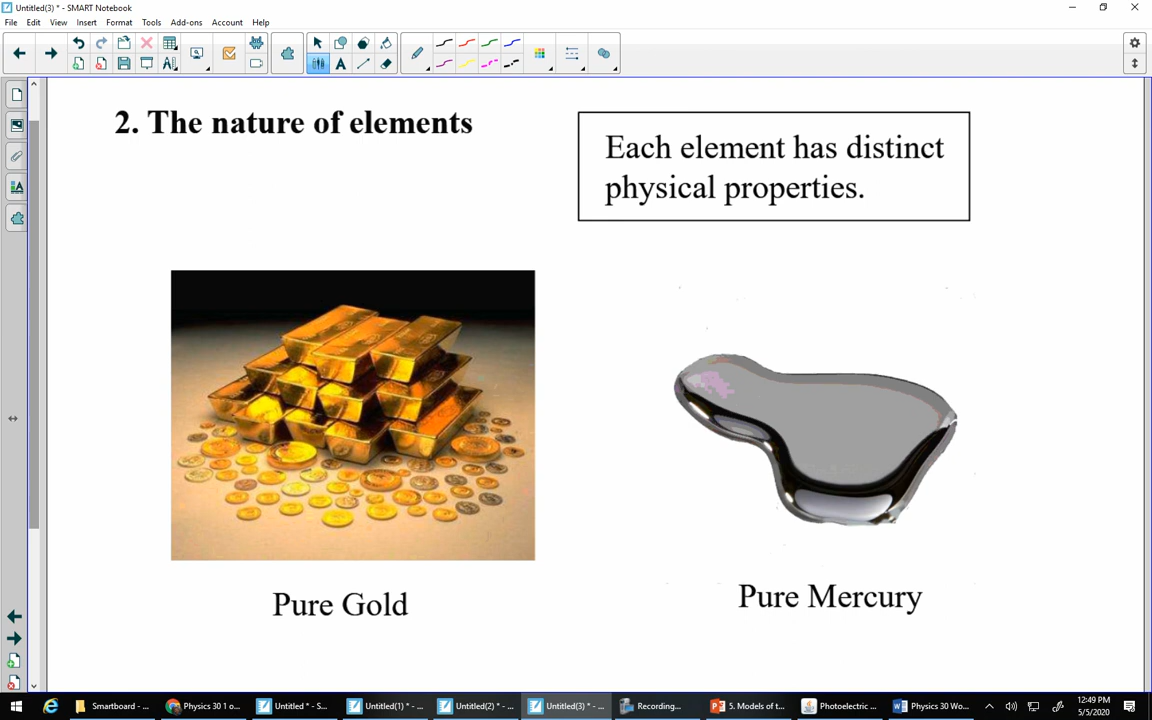 Untitled(3) * - SMART Notebook
File Edit View Insert Format Tools Add-ons Account Help
2. The nature of elements
Each element has distinct
physical properties.
Pure Gold
Pure Mercury
Smartboard - ...
Physics 30 1 o...
Untitled * - S...
Untitled(1) * - ...
Untitled(2) * - ...
Untitled(3) * - ...
Recording...
5. Models of t...
Photoelectric ...
Physics 30 Wo...
12:49 PM
5/5/2020